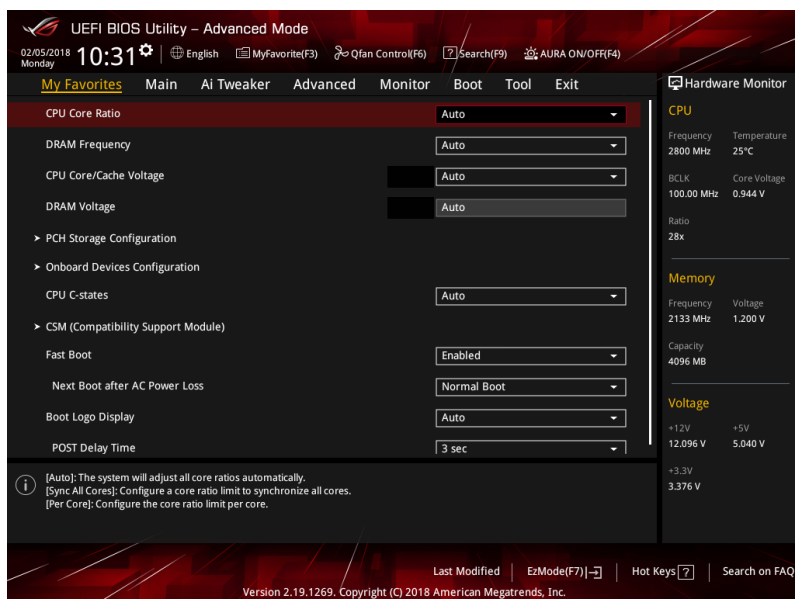 UEFI BIOS Utility – Advanced Mode
02/05/2018 Monday 10:31 English MyFavorite(F3) Qfan Control(F6) ? Search(F9) AURA ON/OFF(F4)
My Favorites Main Ai Tweaker Advanced Monitor Boot Tool Exit
CPU Core Ratio Auto
DRAM Frequency Auto
CPU Core/Cache Voltage Auto
DRAM Voltage Auto
> PCH Storage Configuration
> Onboard Devices Configuration
CPU C-states Auto
> CSM (Compatibility Support Module)
Fast Boot Enabled
Next Boot after AC Power Loss Normal Boot
Boot Logo Display Auto
POST Delay Time 3 sec
i [Auto]: The system will adjust all core ratios automatically.
[Sync All Cores]: Configure a core ratio limit to synchronize all cores.
[Per Core]: Configure the core ratio limit per core.
Hardware Monitor
CPU
Frequency Temperature
2800 MHz 25°C
BCLK Core Voltage
100.00 MHz 0.944 V
Ratio
28x
Memory
Frequency Voltage
2133 MHz 1.200 V
Capacity
4096 MB
Voltage
+12V +5V
12.096 V 5.040 V
+3.3V
3.376 V
Last Modified EzMode(F7) Hot Keys ? Search on FAQ
Version 2.19.1269. Copyright (C) 2018 American Megatrends, Inc.